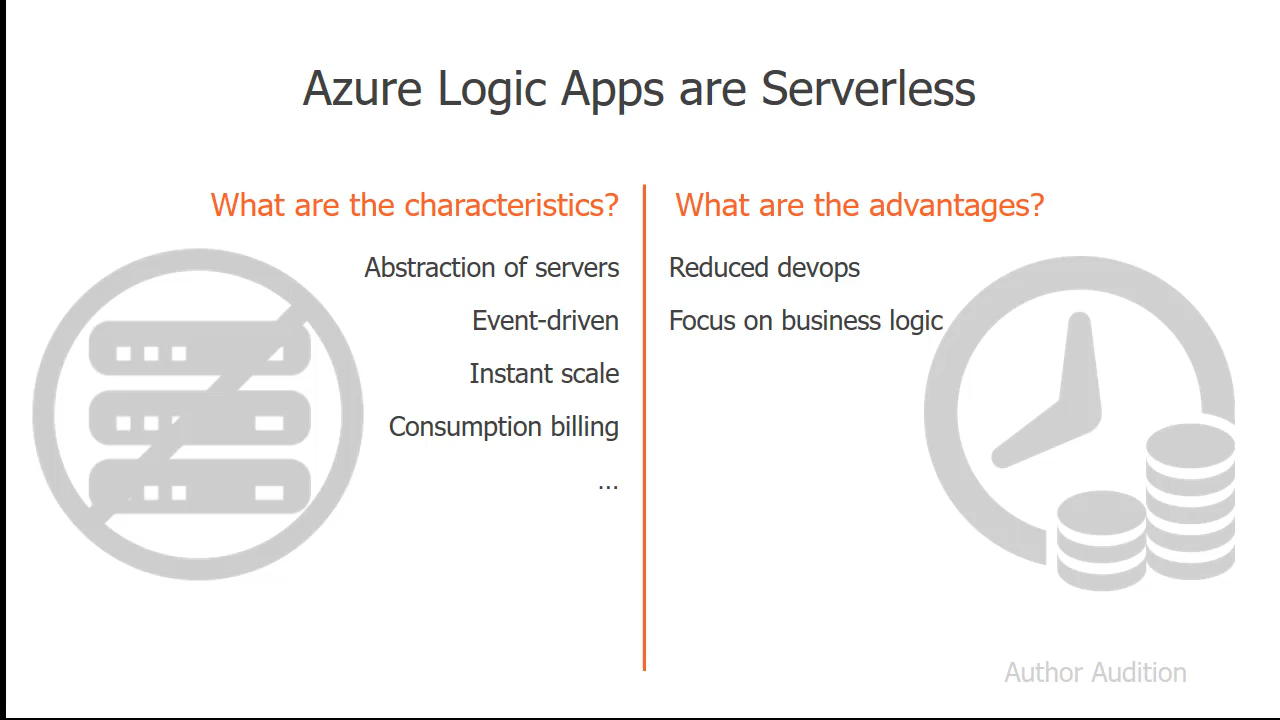 Azure Logic Apps are Serverless
What are the characteristics?
Abstraction of servers
Event-driven
Instant scale
Consumption billing
...
What are the advantages?
Reduced devops
Focus on business logic
Author Audition